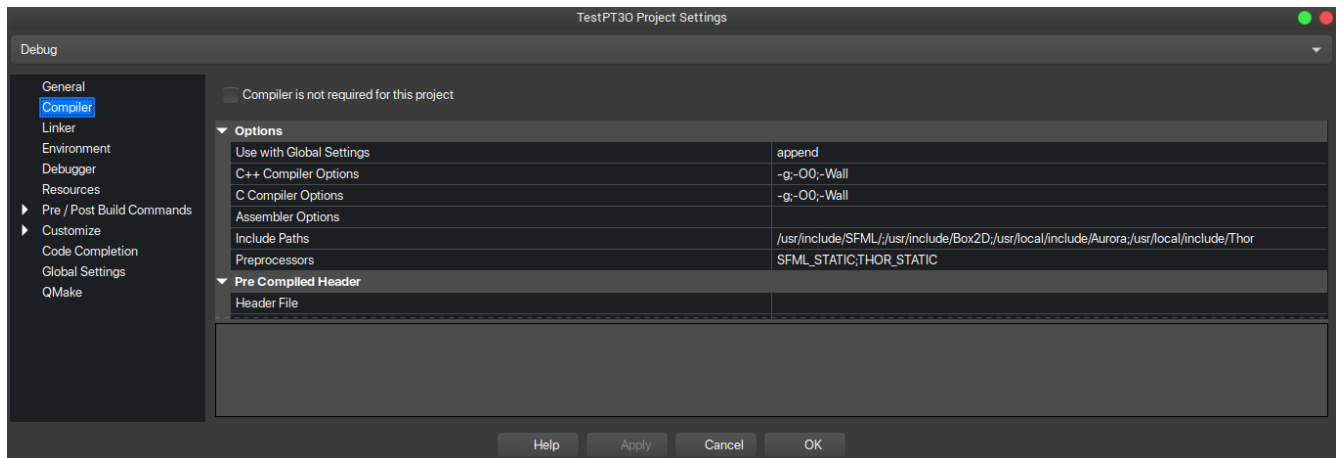 TestPT3O Project Settings
Debug
General
Compiler
Linker
Environment
Debugger
Resources
Pre / Post Build Commands
Customize
Code Completion
Global Settings
QMake
Compiler is not required for this project
Options
Use with Global Settings append
C++ Compiler Options -g;-O0;-Wall
C Compiler Options -g;-O0;-Wall
Assembler Options
Include Paths /usr/include/SFML/;/usr/include/Box2D;/usr/local/include/Aurora;/usr/local/include/Thor
Preprocessors SFML_STATIC;THOR_STATIC
Pre Compiled Header
Header File
Help Apply Cancel OK